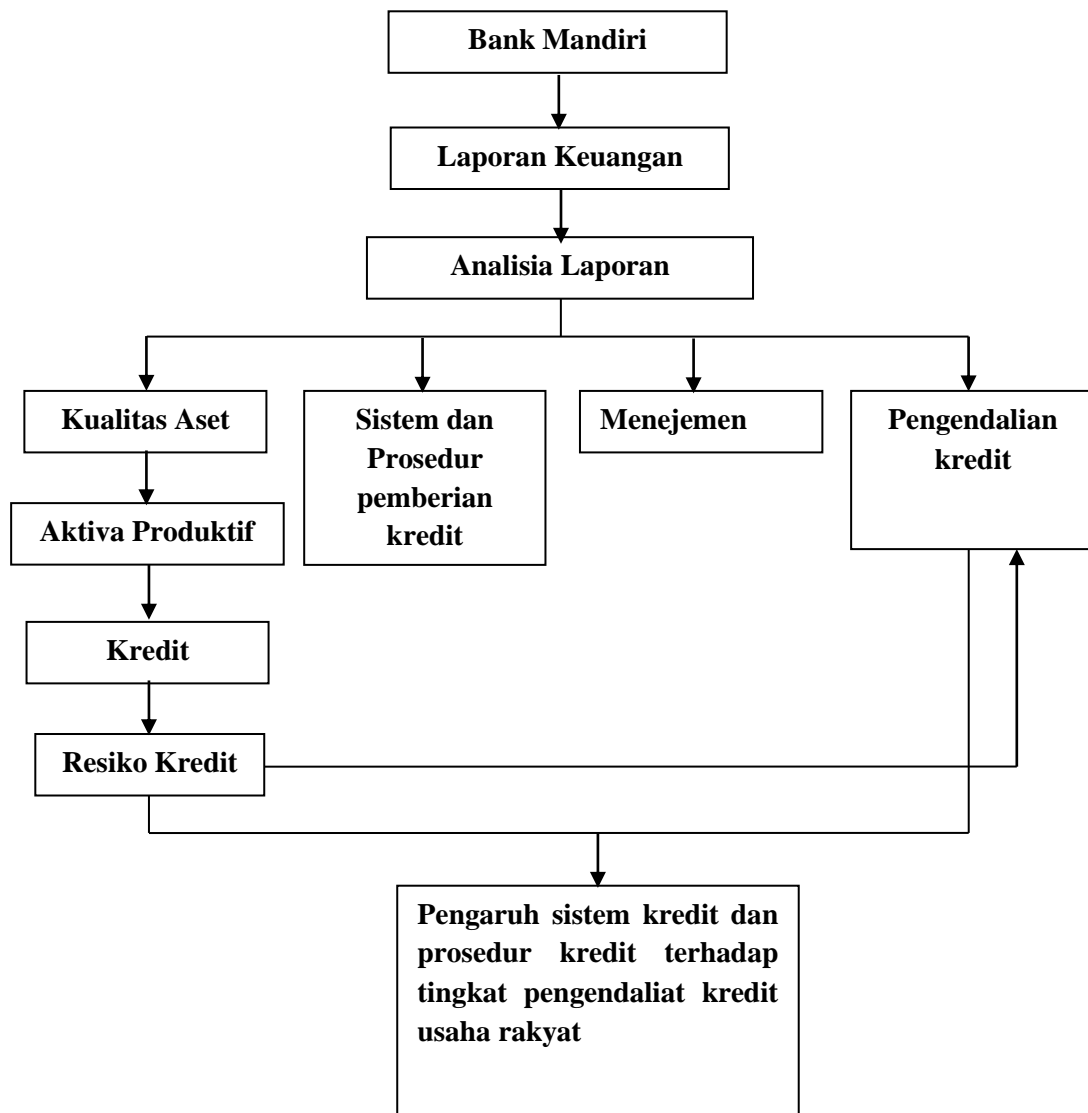 Bank Mandiri
Laporan Keuangan
Analisia Laporan
Kualitas Aset
Sistem dan
Prosedur
pemberian
kredit
Menejemen
Pengendalian
kredit
Aktiva Produktif
Kredit
Resiko Kredit
Pengaruh sistem kredit dan
prosedur kredit terhadap
tingkat pengendaliat kredit
usaha rakyat